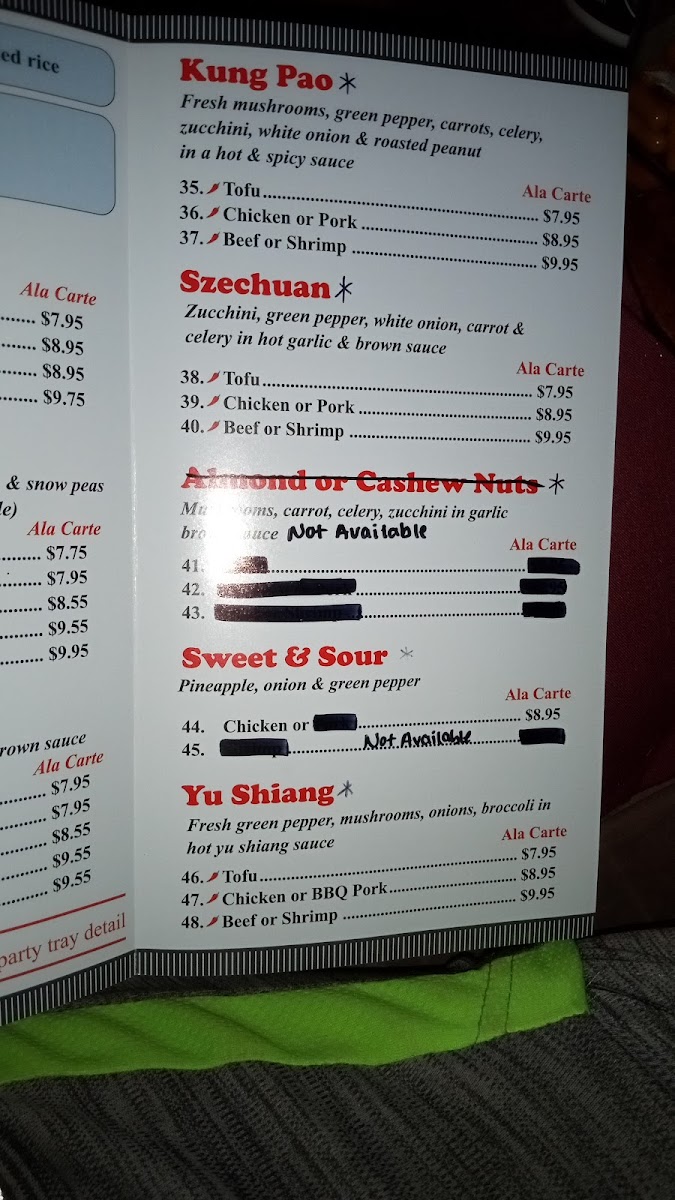 ed rice
Ala Carte
$7.95
$8.95
$8.95
$9.75
& snow peas
le)
Ala Carte
$7.75
$7.95
$8.55
$9.55
$9.95
rown sauce
Ala Carte
$7.95
$7.95
$8.55
$9.55
$9.55
party tray detail
Kung Pao *
Fresh mushrooms, green pepper, carrots, celery,
zucchini, white onion & roasted peanut
in a hot & spicy sauce
Ala Carte
35. Tofu $7.95
36. Chicken or Pork $8.95
37. Beef or Shrimp $9.95
Szechuan *
Zucchini, green pepper, white onion, carrot &
celery in hot garlic & brown sauce
Ala Carte
38. Tofu $7.95
39. Chicken or Pork $8.95
40. Beef or Shrimp $9.95
Almond or Cashew Nuts *
Mushrooms, carrot, celery, zucchini in garlic
brown sauce Not Available
Ala Carte
41.
42.
43.
Sweet & Sour *
Pineapple, onion & green pepper
Ala Carte
44. Chicken or $8.95
45. Not Available
Yu Shiang *
Fresh green pepper, mushrooms, onions, broccoli in
hot yu shiang sauce
Ala Carte
46. Tofu $7.95
47. Chicken or BBQ Pork $8.95
48. Beef or Shrimp $9.95